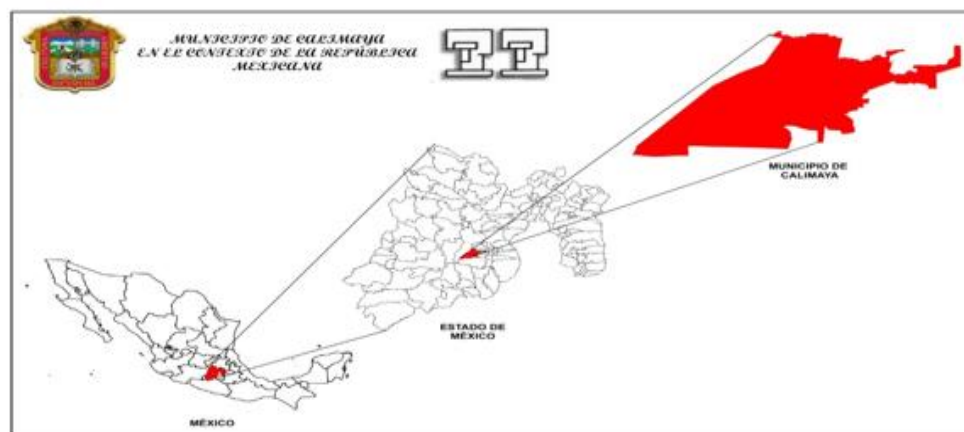 MUNICIPIO DE CALIMAYA
EN EL CONTEXTO DE LA REPÚBLICA
MEXICANA
MUNICIPIO DE
CALIMAYA
ESTADO DE
MÉXICO
MÉXICO